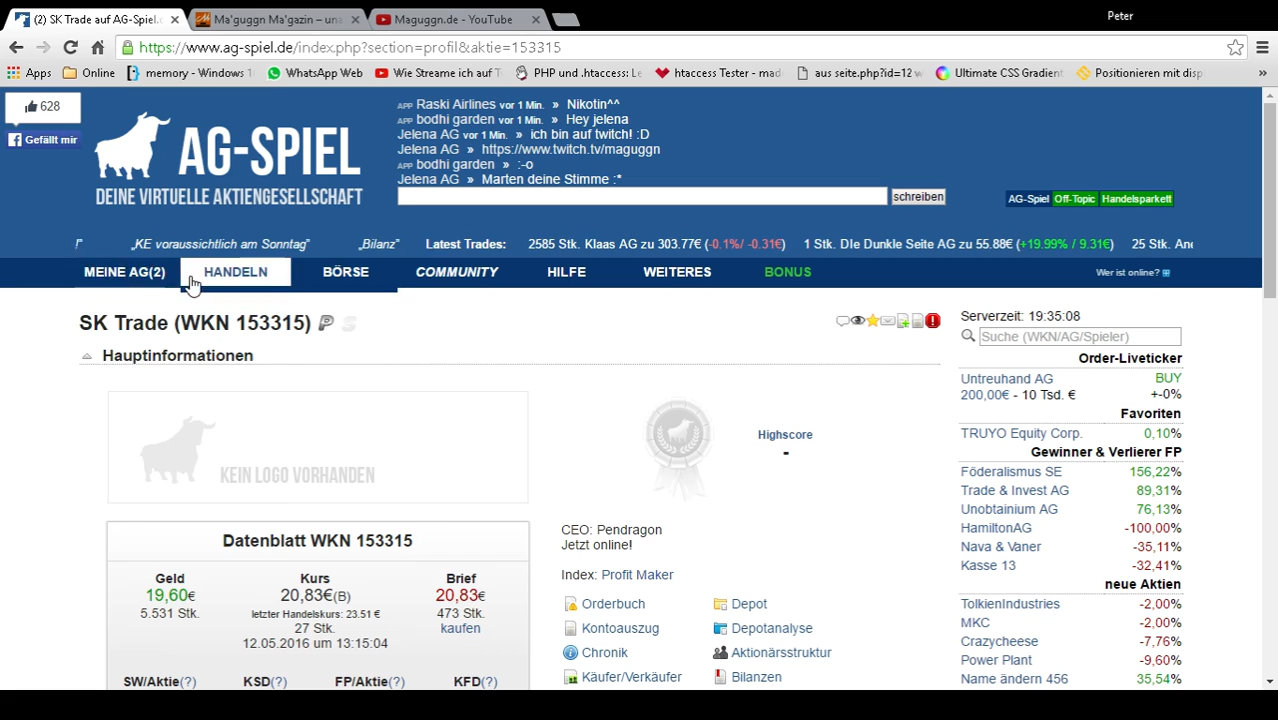 Peter
(2) SK Trade auf AG-Spiel.
Ma'guggn Ma'gazin – una
Maguggn.de - YouTube
https://www.ag-spiel.de/index.php?section=profil&aktie=153315
Apps Online memory - Windows 1 WhatsApp Web Wie Streame ich auf T PHP und .htaccess: Le htaccess Tester - mad aus seite.php?id=12 w Ultimate CSS Gradient Positionieren mit disp »
628
Gefällt mir
AG-SPIEL
DEINE VIRTUELLE AKTIENGESELLSCHAFT
APP Raski Airlines vor 1 Min. » Nikotin^^
APP bodhi garden vor 1 Min. » Hey jelena
Jelena AG vor 1 Min. » ich bin auf twitch! :D
Jelena AG » https://www.twitch.tv/maguggn
APP bodhi garden » :-o
Jelena AG » Marten deine Stimme :*
schreiben
AG-Spiel Off-Topic Handelsparkett
!" „KE voraussichtlich am Sonntag" „Bilanz" Latest Trades: 2585 Stk. Klaas AG zu 303.77€ (-0.1%/ -0.31€) 1 Stk. DIe Dunkle Seite AG zu 55.88€ (+19.99% / 9.31€) 25 Stk. An
MEINE AG(2) HANDELN BÖRSE COMMUNITY HILFE WEITERES BONUS Wer ist online?
SK Trade (WKN 153315)
Hauptinformationen
KEIN LOGO VORHANDEN
Highscore
-
Datenblatt WKN 153315
Geld Kurs Brief
19,60€ 20,83€(B) 20,83€
5.531 Stk. letzter Handelskurs: 23.51 € 473 Stk.
27 Stk. kaufen
12.05.2016 um 13:15:04
SW/Aktie(?) KSD(?) FP/Aktie(?) KFD(?)
CEO: Pendragon
Jetzt online!
Index: Profit Maker
Orderbuch Depot
Kontoauszug Depotanalyse
Chronik Aktionärsstruktur
Käufer/Verkäufer Bilanzen
Serverzeit: 19:35:08
Suche (WKN/AG/Spieler)
Order-Liveticker
Untreuhand AG BUY
200,00€ - 10 Tsd. € +-0%
Favoriten
TRUYO Equity Corp. 0,10%
Gewinner & Verlierer FP
Föderalismus SE 156,22%
Trade & Invest AG 89,31%
Unobtainium AG 76,13%
HamiltonAG -100,00%
Nava & Vaner -35,11%
Kasse 13 -32,41%
neue Aktien
TolkienIndustries -2,00%
MKC -2,00%
Crazycheese -7,76%
Power Plant -9,60%
Name ändern 456 35,54%